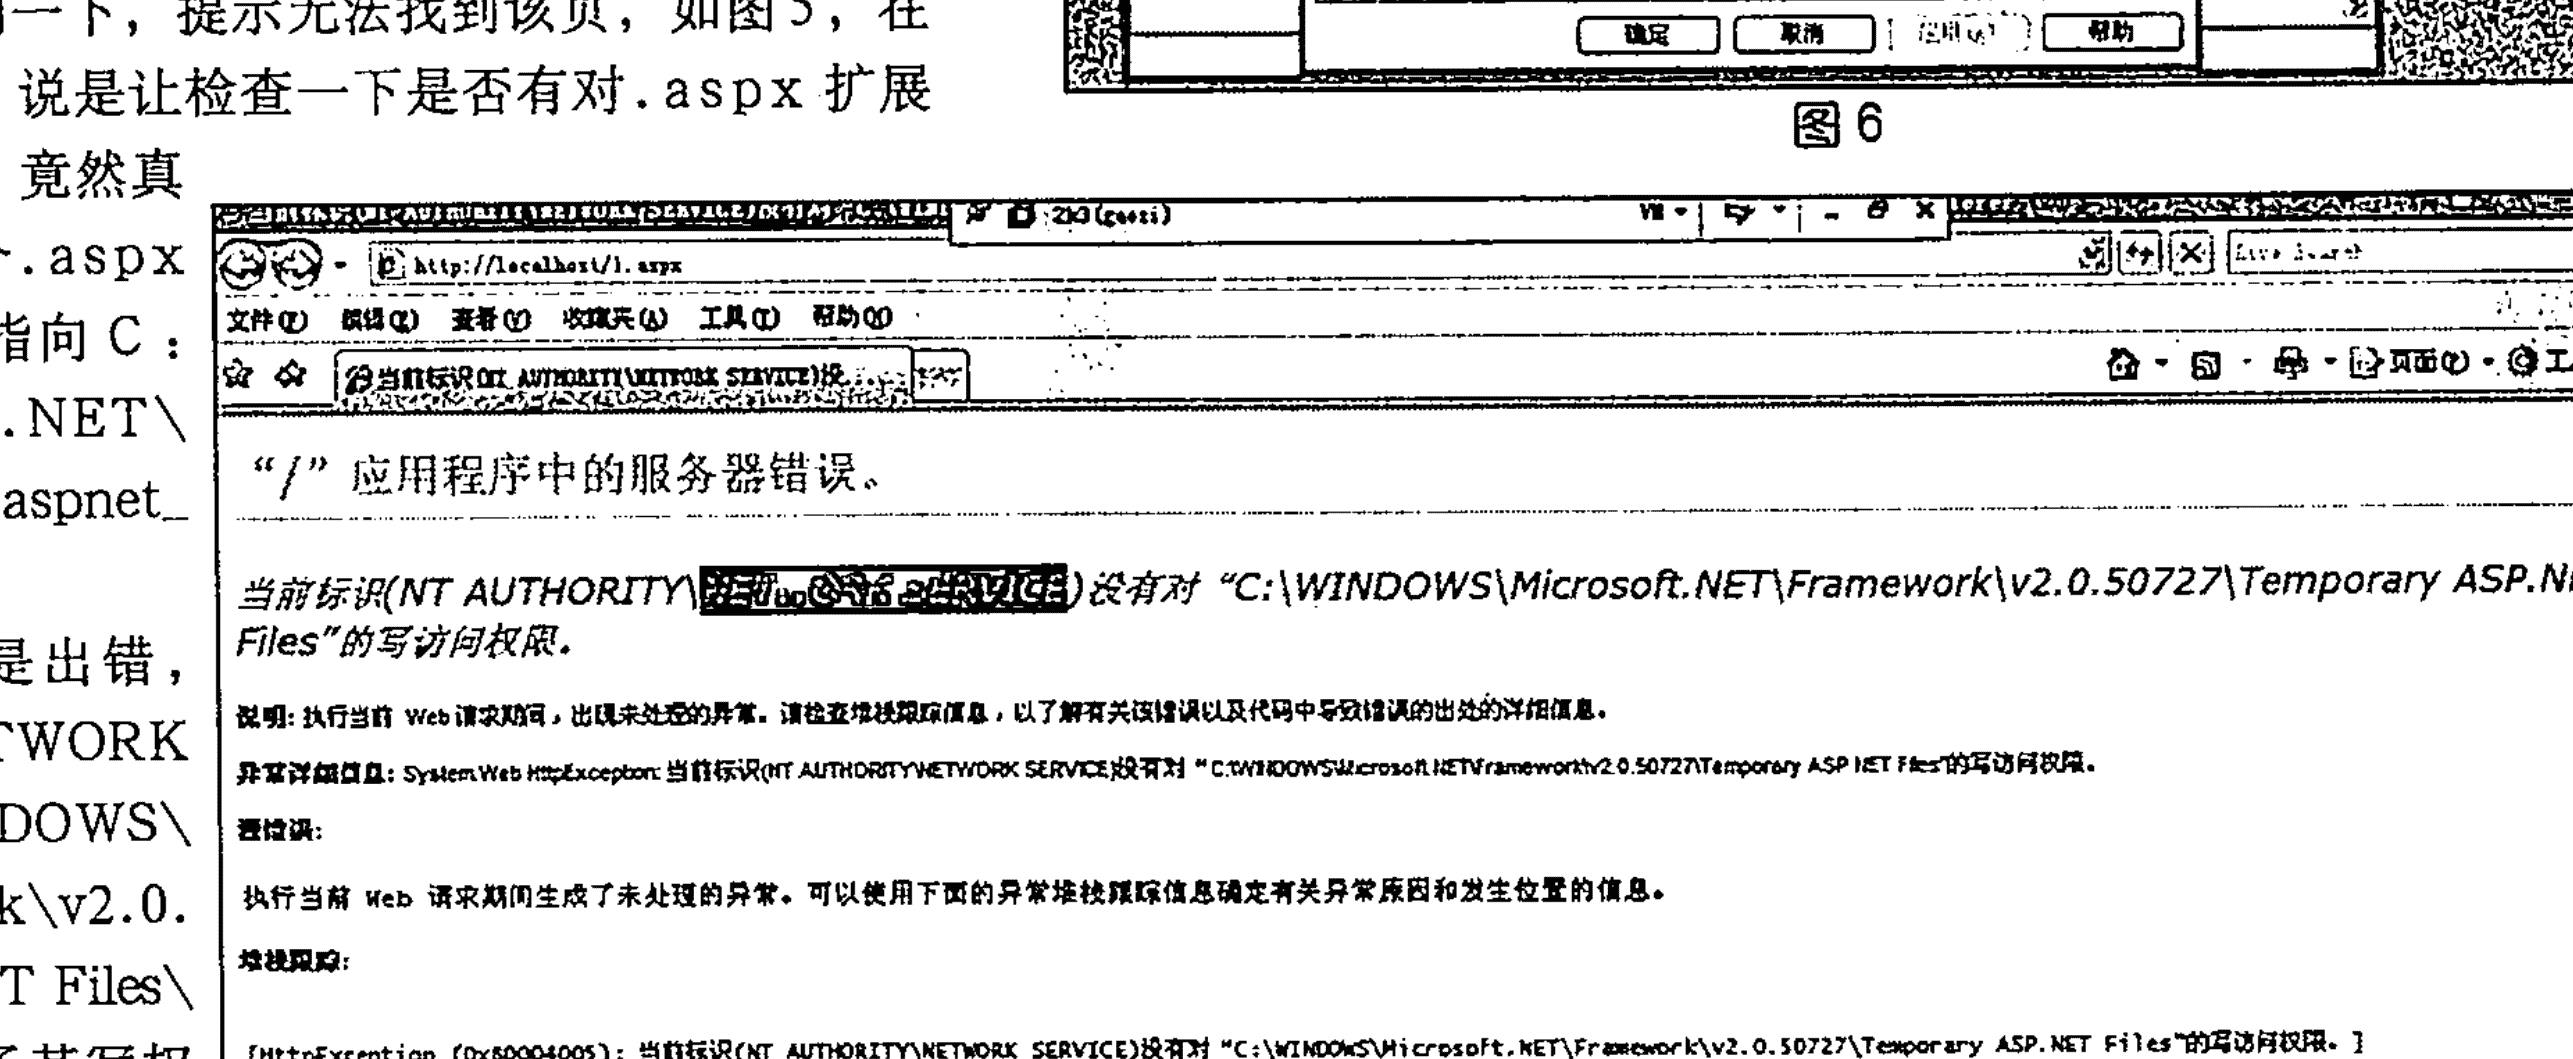 一下，提示无法找到该页，如图5，在
说是让检查一下是否有对.aspx 扩展
竟然真
.aspx
指向 C：
.NET\
aspnet_
是出错，
TWORK
DOWS\
k\v2.0.
T Files\
确定 取消 帮助
图 6
2k3(gaozi)
http://localhost/1.aspx
文件(F) 编辑(E) 查看(V) 收藏夹(A) 工具(T) 帮助(H)
当前标识(NT AUTHORITY\NETWORK SERVICE)没...
页面(P)
“/” 应用程序中的服务器错误。
当前标识(NT AUTHORITY\NETWORK SERVICE)没有对 “C:\WINDOWS\Microsoft.NET\Framework\v2.0.50727\Temporary ASP.N
Files”的写访问权限。
说明: 执行当前 Web 请求期间，出现未处理的异常。请检查堆栈跟踪信息，以了解有关该错误以及代码中导致错误的出处的详细信息。
异常详细信息: System.Web.HttpException: 当前标识(NT AUTHORITY\NETWORK SERVICE)没有对 “C:\WINDOWS\Microsoft.NET\Framework\v2.0.50727\Temporary ASP.NET Files”的写访问权限。
源错误:
执行当前 Web 请求期间生成了未处理的异常。可以使用下面的异常堆栈跟踪信息确定有关异常原因和发生位置的信息。
堆栈跟踪:
[HttpException (0x80004005): 当前标识(NT AUTHORITY\NETWORK SERVICE)没有对 “C:\WINDOWS\Microsoft.NET\Framework\v2.0.50727\Temporary ASP.NET Files”的写访问权限。]